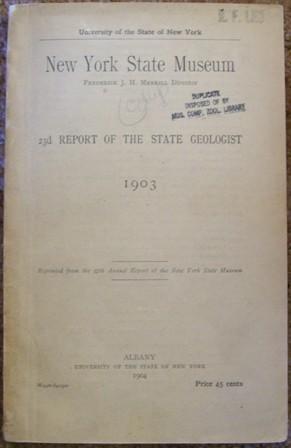 University of the State of New York
New York State Museum
FREDERICK J. H. MERRILL Director
Copy
DUPLICATE
DISPOSED OF BY
MUS. COMP. ZOOL. LIBRARY
23d REPORT OF THE STATE GEOLOGIST
1903
Reprinted from the 57th Annual Report of the New York State Museum
ALBANY
UNIVERSITY OF THE STATE OF NEW YORK
1904
Price 45 cents